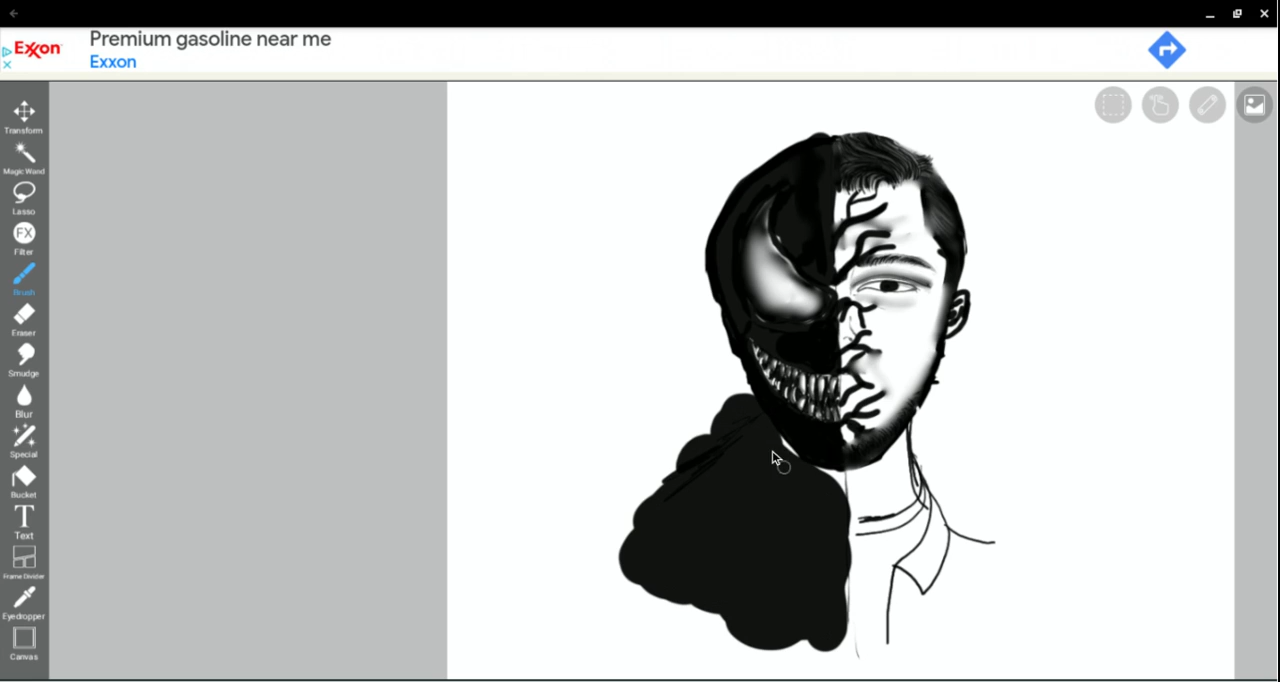 Exxon
Premium gasoline near me
Exxon
Transform
Magic Wand
Lasso
FX
Filter
Brush
Eraser
Smudge
Blur
Special
Bucket
T
Text
Frame Divider
Eyedropper
Canvas